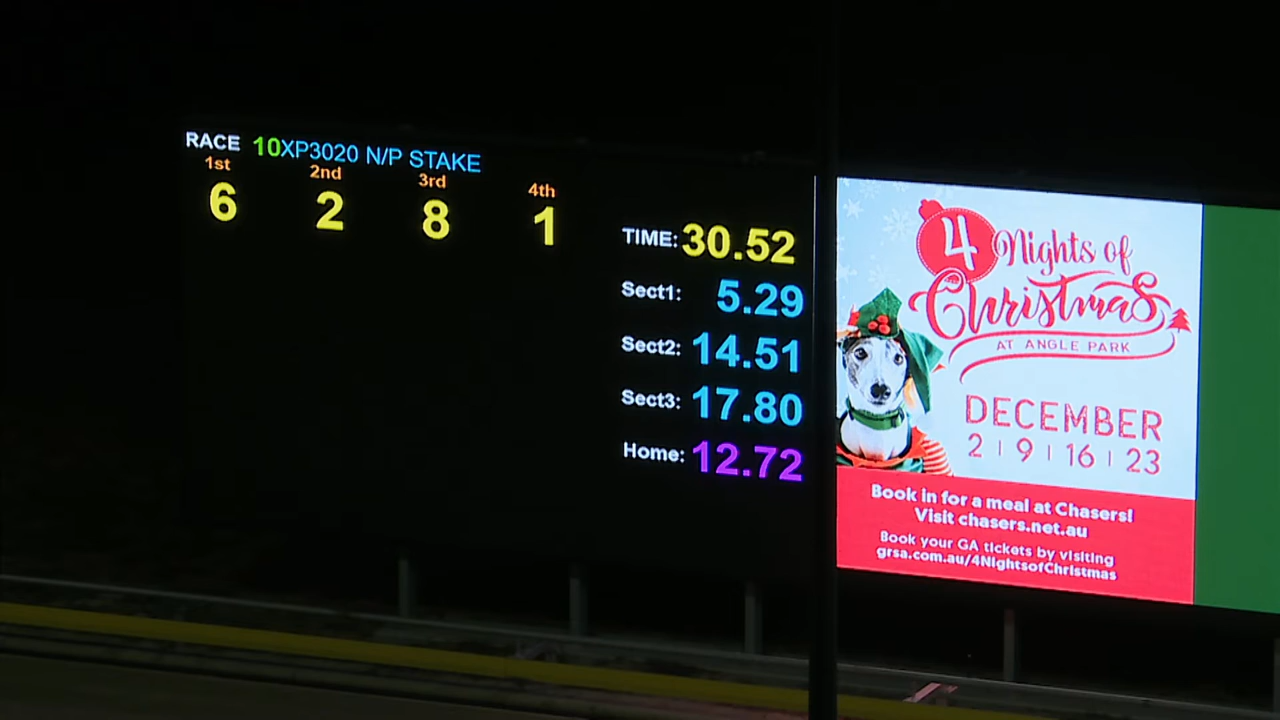 RACE 10XP3020 N/P STAKE
1st 2nd 3rd 4th
6 2 8 1
TIME: 30.52
Sect1: 5.29
Sect2: 14.51
Sect3: 17.80
Home: 12.72
4 Nights of
Christmas
AT ANGLE PARK
DECEMBER
2 | 9 | 16 | 23
Book in for a meal at Chasers!
Visit chasers.net.au
Book your GA tickets by visiting
grsa.com.au/4NightsofChristmas